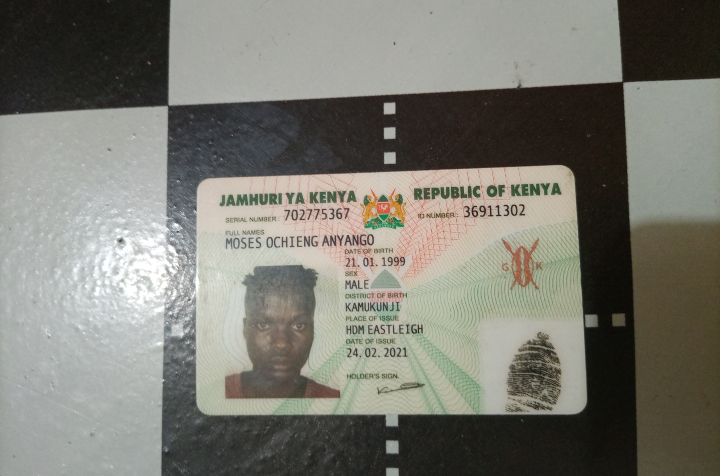 JAMHURI YA KENYA REPUBLIC OF KENYA
SERIAL NUMBER: 702775367 ID NUMBER: 36911302
FULL NAMES
MOSES OCHIENG ANYANGO
DATE OF BIRTH
21.01.1999
SEX
MALE
DISTRICT OF BIRTH
KAMUKUNJI
PLACE OF ISSUE
HDM EASTLEIGH
DATE OF ISSUE
24.02.2021
HOLDER'S SIGN.
G K